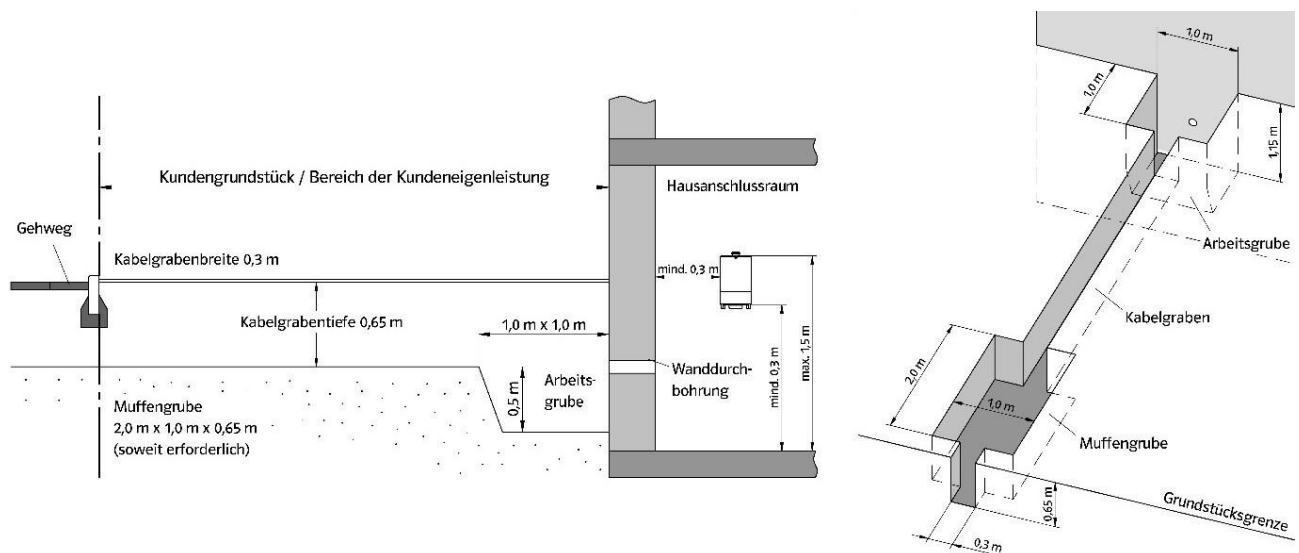 Kundengrundstück / Bereich der Kundeneigenleistung
Hausanschlussraum
Gehweg
Kabelgrabenbreite 0,3 m
mind. 0,3 m
Kabelgrabentiefe 0,65 m
1,0 m x 1,0 m
max. 1,5 m
mind. 0,3 m
Wanddurch-
bohrung
Arbeits-
grube
0,5 m
Muffengrube
2,0 m x 1,0 m x 0,65 m
(soweit erforderlich)
1,0 m
1,0 m
1,15 m
Arbeitsgrube
Kabelgraben
2,0 m
1,0 m
Muffengrube
0,65 m
Grundstücksgrenze
0,3 m